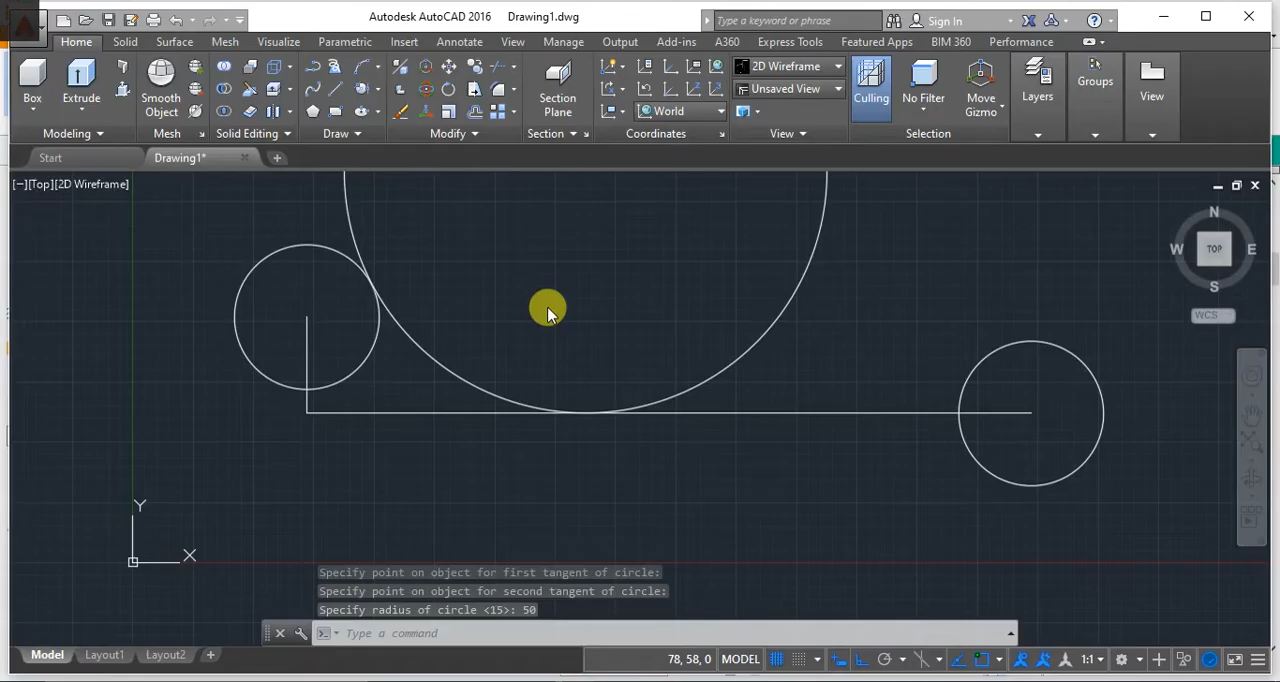 Autodesk AutoCAD 2016 Drawing1.dwg
Type a keyword or phrase
Sign In
Home Solid Surface Mesh Visualize Parametric Insert Annotate View Manage Output Add-ins A360 Express Tools Featured Apps BIM 360 Performance
2D Wireframe
Unsaved View
World
Box
Extrude
Smooth
Object
Section
Plane
Culling
No Filter
Move
Gizmo
Layers
Groups
View
Modeling Mesh Solid Editing Draw Modify Section Coordinates View Selection
Start Drawing1*
[−][Top][2D Wireframe]
N
W TOP E
S
WCS
Y
X
Specify point on object for first tangent of circle:
Specify point on object for second tangent of circle:
Specify radius of circle <15>: 50
Type a command
Model Layout1 Layout2
78, 58, 0 MODEL 1:1